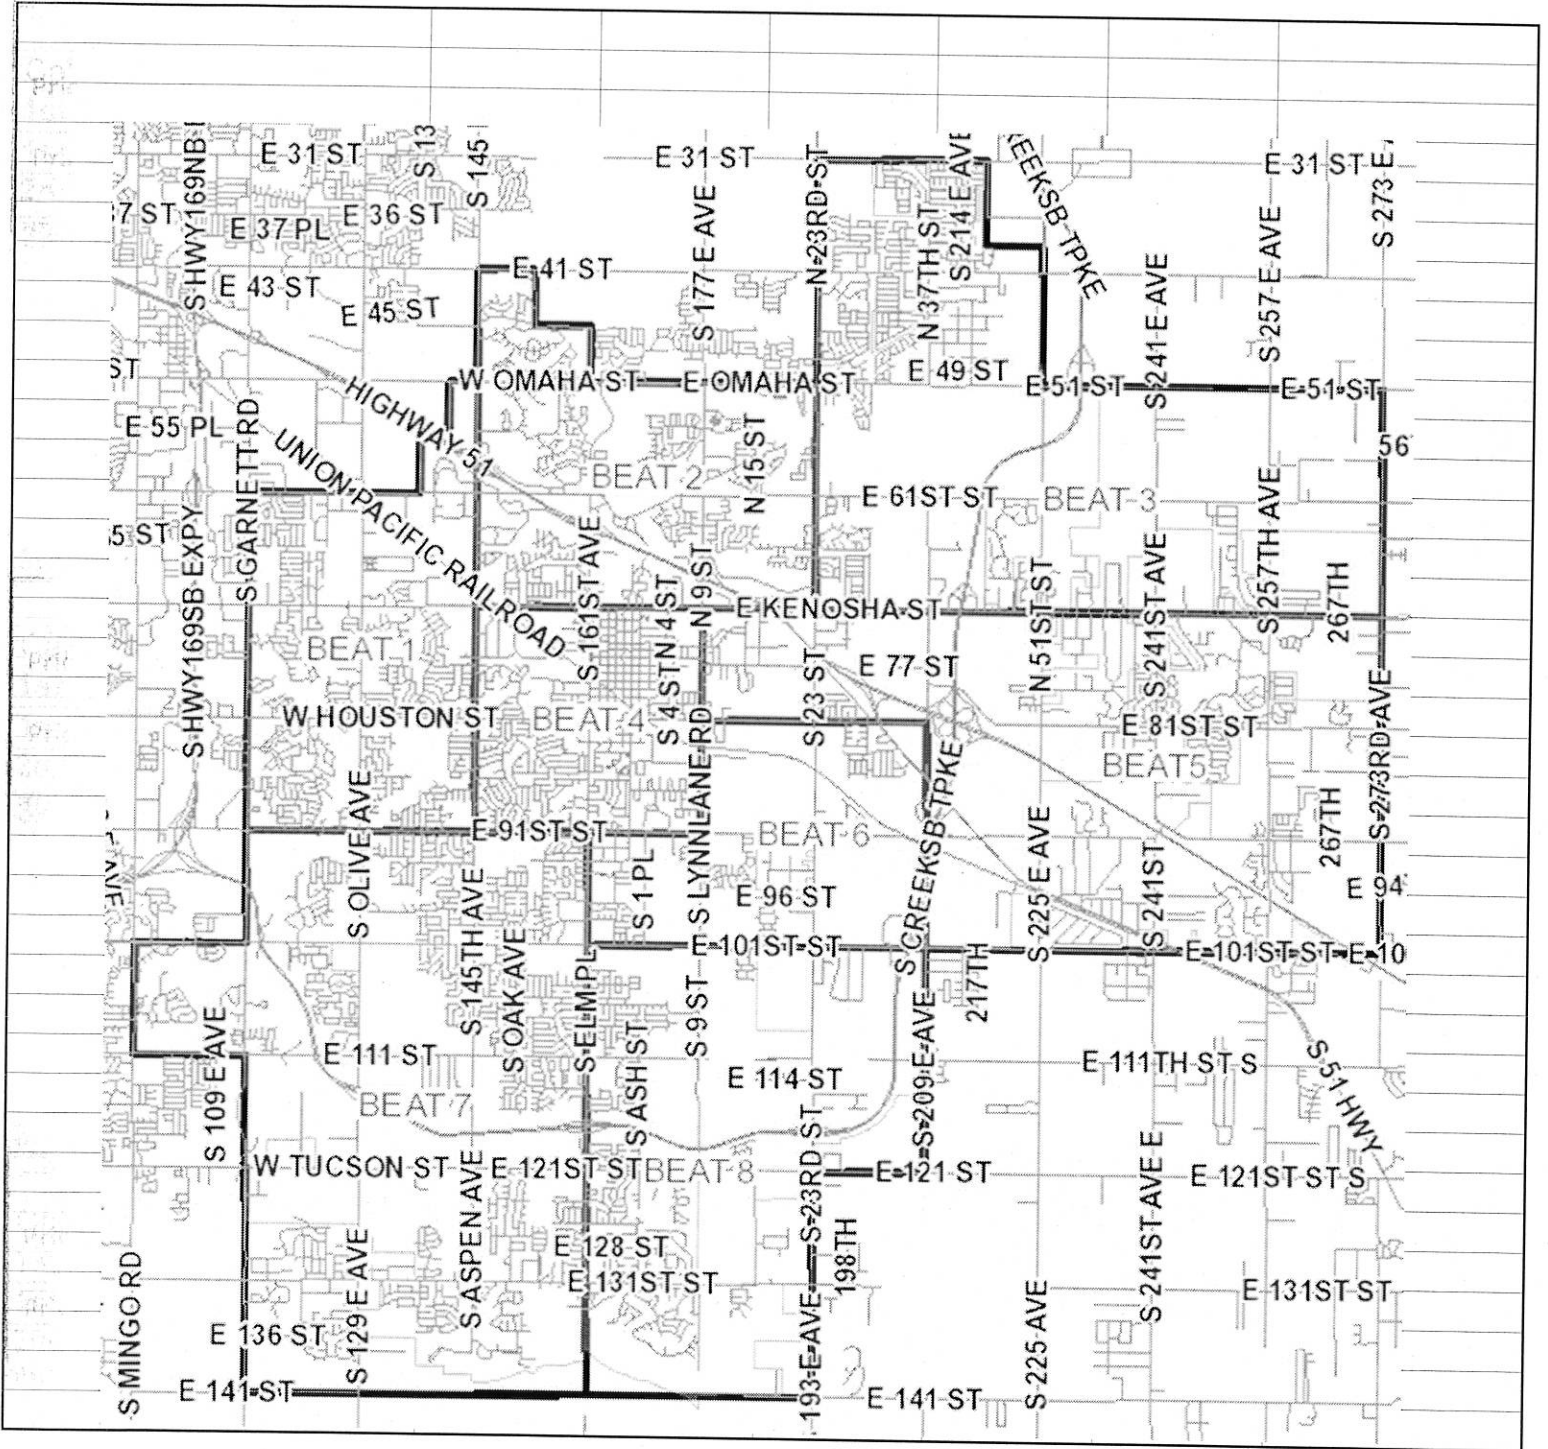 E 31 ST
S 13
S 145
E 31 ST
S 214 E AVE
E 31 ST
S 273 E
S HWY169NB
37 ST
E 37 PL
E 36 ST
S 177 E AVE
N 23RD ST
N 37TH ST
EEKSB TPKE
S 257 E AVE
E 41 ST
E 43 ST
E 45 ST
S 241 E AVE
ST
HIGHWAY 51
W OMAHA ST
E OMAHA ST
E 49 ST
E 51 ST
E 51 ST
E 55 PL
S GARNETT RD
UNION PACIFIC RAILROAD
BEAT 2
N 15 ST
E 61ST ST
BEAT 3
56
5 ST
S HWY169SB EXPY
S 161ST AVE
N 9 ST
N 4 ST
E KENOSHA ST
N 51ST ST
S 241ST AVE
S 257TH AVE
267TH
BEAT 1
E 77 ST
W HOUSTON ST
BEAT 4
S 4 ST
S 23 ST
E 81ST ST
BEAT5
S 273RD AVE
S OLIVE AVE
E 91ST ST
S LYNNLANE RD
BEAT 6
S CREEKSB TPKE
S 225 E AVE
267TH
S 1 PL
E 96 ST
S 241ST
E 94
S 145TH AVE
S OAK AVE
E 101ST ST
217TH
E 101ST ST
E 10
S 109 E AVE
E 111 ST
S ELM PL
S ASH ST
S 9 ST
E 114 ST
S 209 E AVE
E 111TH ST S
S 51 HWY
BEAT 7
W TUCSON ST
E 121ST ST
BEAT 8
S 23RD ST
E 121 ST
E 121ST ST S
S MINGO RD
S 129 E AVE
S ASPEN AVE
E 128 ST
E 131ST ST
198TH
S 241ST AVE E
E 131ST ST
E 136 ST
E 141 ST
193 E AVE
E 141 ST
S 225 AVE